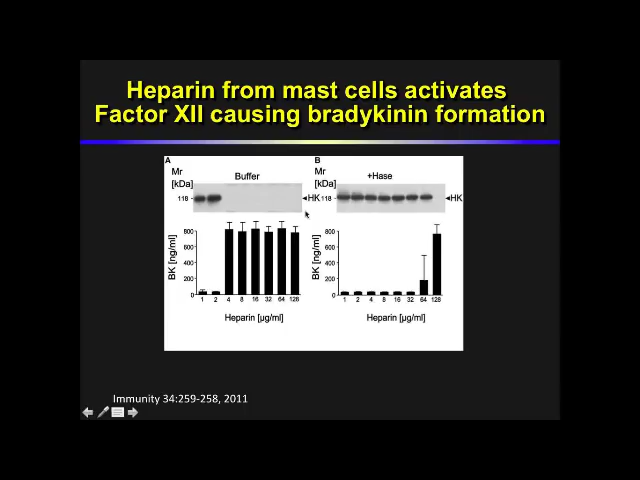 Heparin from mast cells activates
Factor XII causing bradykinin formation
A
Mr
[kDa]
Buffer
118
HK
BK [ng/ml]
800
600
400
200
0
1 2 4 8 16 32 64 128
Heparin [µg/ml]
B
Mr
[kDa]
+Hase
118
HK
BK [ng/ml]
800
600
400
200
0
1 2 4 8 16 32 64 128
Heparin [µg/ml]
Immunity 34:259-258, 2011